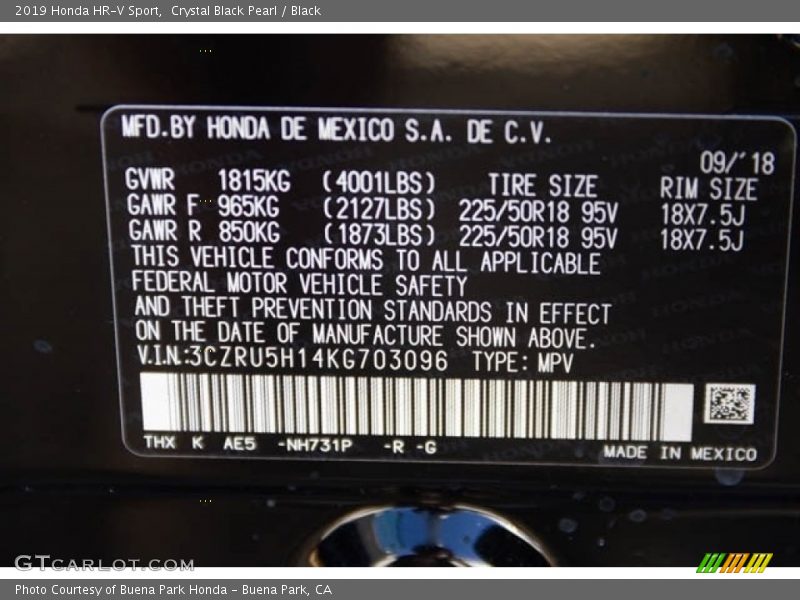 2019 Honda HR-V Sport,  Crystal Black Pearl / Black
MFD.BY HONDA DE MEXICO S.A. DE C.V.
09/'18
GVWR 1815KG (4001LBS) TIRE SIZE RIM SIZE
GAWR F 965KG (2127LBS) 225/50R18 95V 18X7.5J
GAWR R 850KG (1873LBS) 225/50R18 95V 18X7.5J
THIS VEHICLE CONFORMS TO ALL APPLICABLE
FEDERAL MOTOR VEHICLE SAFETY
AND THEFT PREVENTION STANDARDS IN EFFECT
ON THE DATE OF MANUFACTURE SHOWN ABOVE.
V.I.N.:3CZRU5H14KG703096 TYPE: MPV
THX K AE5 -NH731P -R -G
MADE IN MEXICO
GTCARLOT.COM
Photo Courtesy of Buena Park Honda - Buena Park, CA